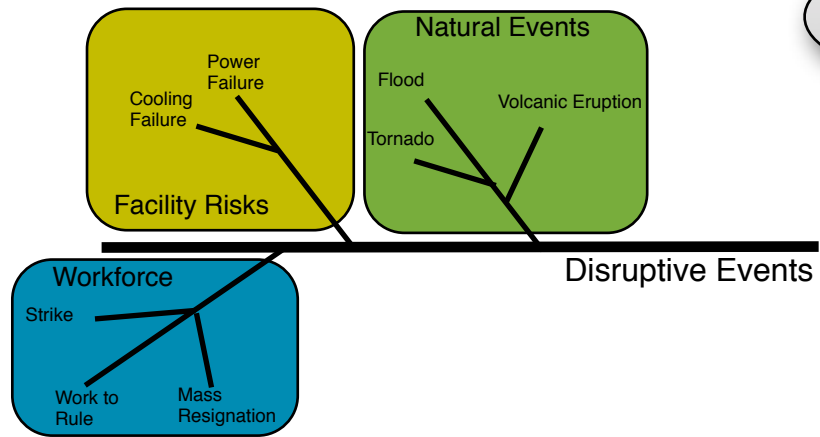 Power
Failure
Cooling
Failure
Facility Risks
Natural Events
Flood
Volcanic Eruption
Tornado
Disruptive Events
Workforce
Strike
Work to
Rule
Mass
Resignation